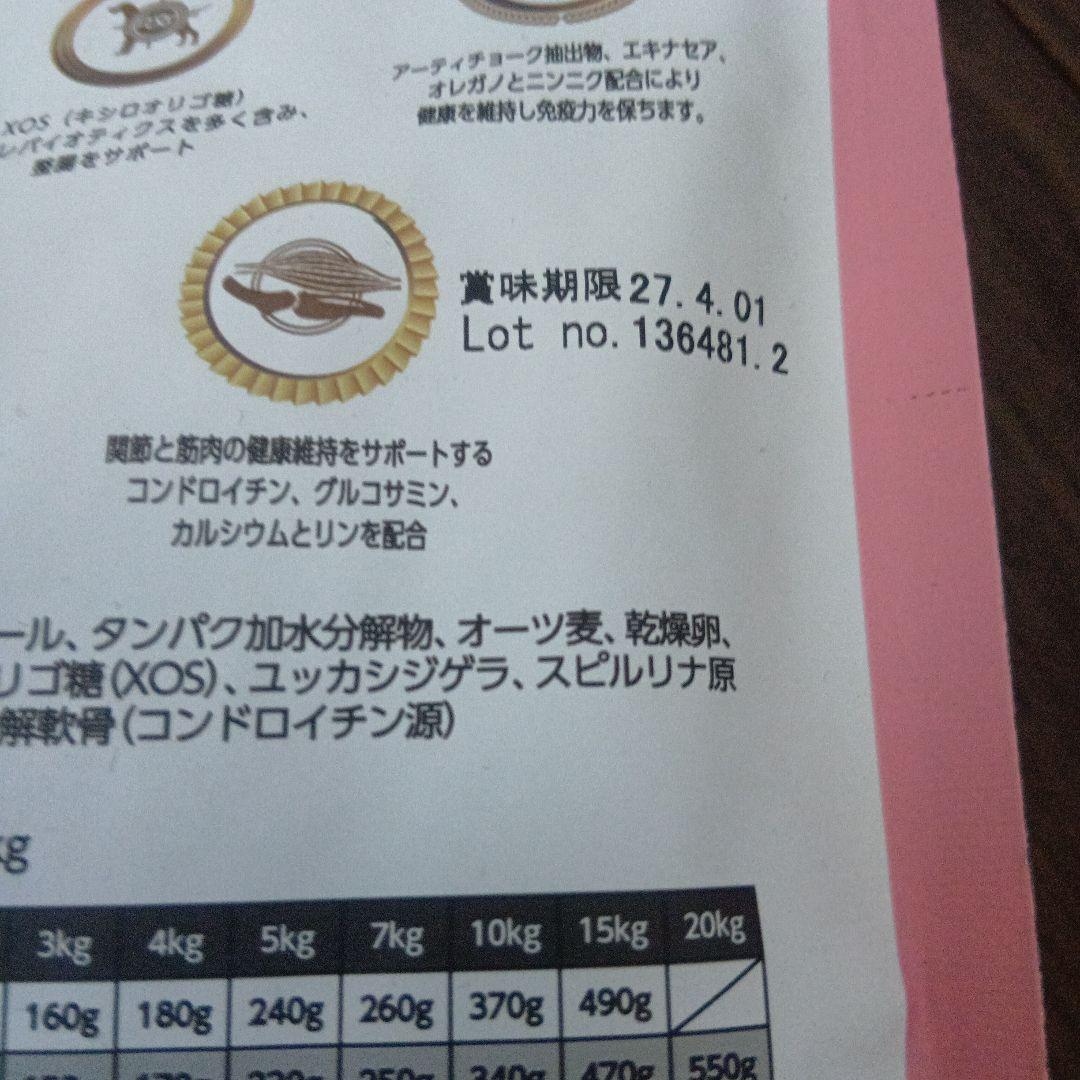 XOS（キシロオリゴ糖）
レバイオティクスを多く含み、
整腸をサポート
アーティチョーク抽出物、エキナセア、
オレガノとニンニク配合により
健康を維持し免疫力を保ちます。
賞味期限27.4.01
Lot no.136481.2
関節と筋肉の健康維持をサポートする
コンドロイチン、グルコサミン、
カルシウムとリンを配合
ール、タンパク加水分解物、オーツ麦、乾燥卵、
リゴ糖(XOS)、ユッカシジゲラ、スピルリナ原
解軟骨(コンドロイチン源)
kg
3kg 4kg 5kg 7kg 10kg 15kg 20kg
160g 180g 240g 260g 370g 490g
340g 470g 550g